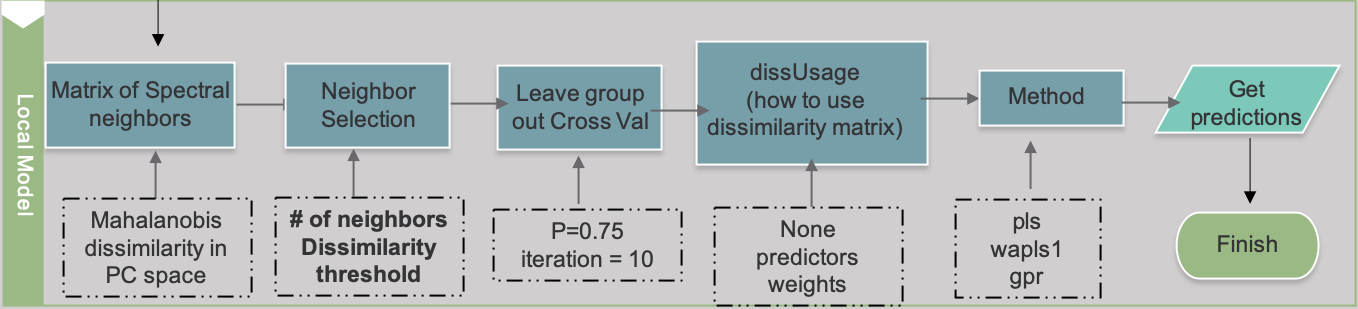 Local Model
Matrix of Spectral
neighbors
Neighbor
Selection
Leave group
out Cross Val
dissUsage
(how to use
dissimilarity matrix)
Method
Get
predictions
Mahalanobis
dissimilarity in
PC space
# of neighbors
Dissimilarity
threshold
P=0.75
iteration = 10
None
predictors
weights
pls
wapls1
gpr
Finish